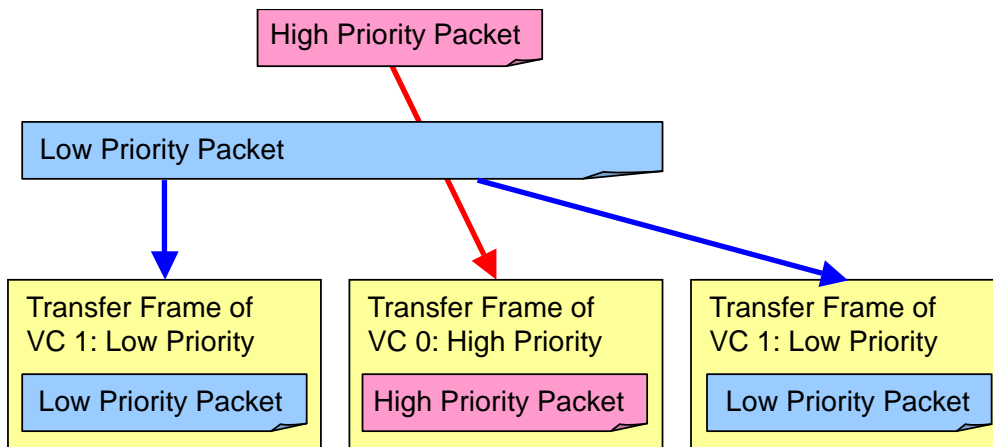 High Priority Packet
Low Priority Packet
Transfer Frame of
VC 1: Low Priority
Low Priority Packet
Transfer Frame of
VC 0: High Priority
High Priority Packet
Transfer Frame of
VC 1: Low Priority
Low Priority Packet